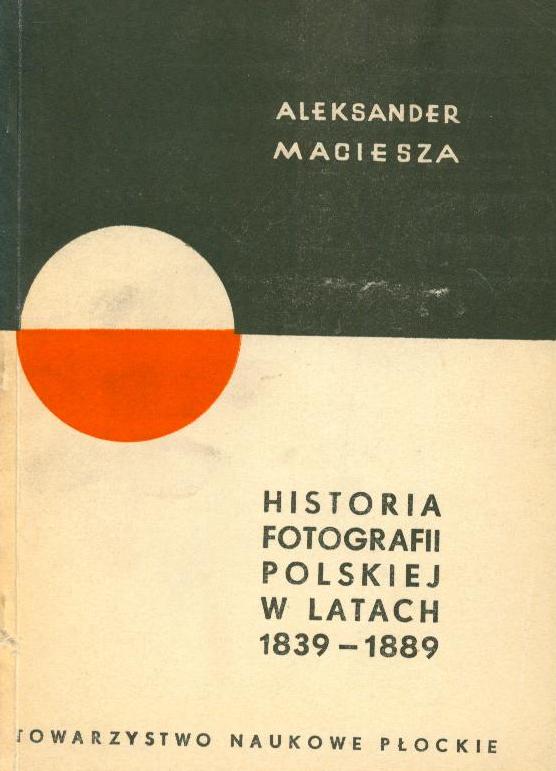 ALEKSANDER
MACIESZA
HISTORIA
FOTOGRAFII
POLSKIEJ
W LATACH
1839-1889
TOWARZYSTWO NAUKOWE PŁOCKIE